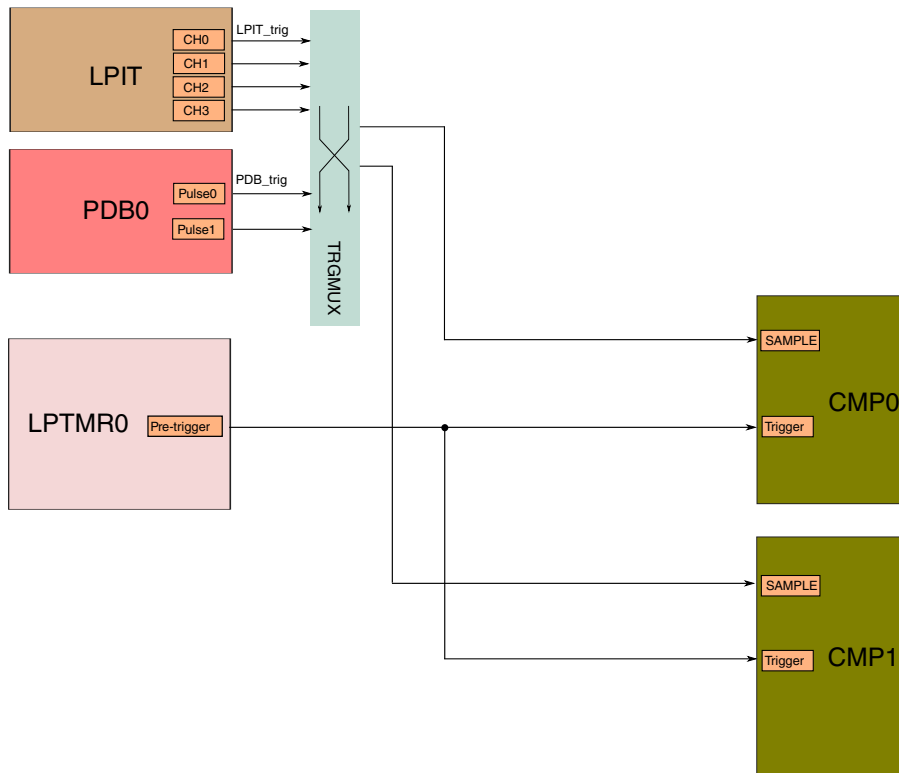 LPIT
CH0
CH1
CH2
CH3
LPIT_trig
PDB0
Pulse0
Pulse1
PDB_trig
TRGMUX
LPTMR0
Pre-trigger
SAMPLE
CMP0
Trigger
SAMPLE
CMP1
Trigger